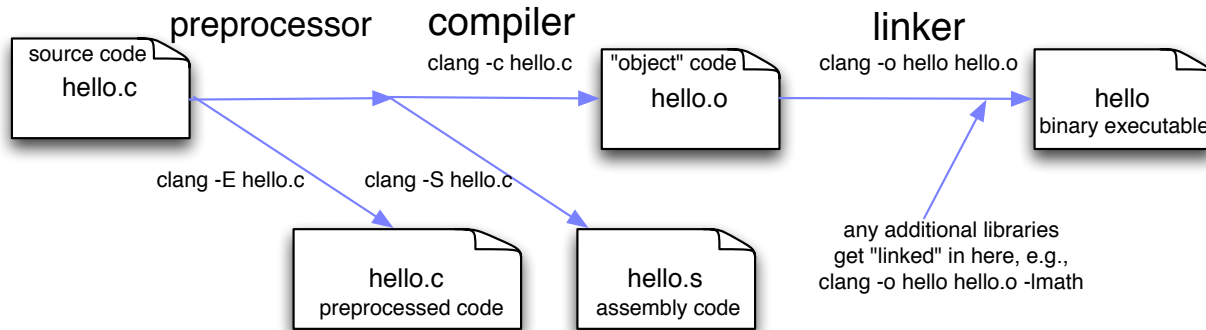 preprocessor
compiler
linker
source code
hello.c
clang -c hello.c
"object" code
hello.o
clang -o hello hello.o
hello
binary executable
clang -E hello.c
clang -S hello.c
hello.c
preprocessed code
hello.s
assembly code
any additional libraries
get "linked" in here, e.g.,
clang -o hello hello.o -lmath